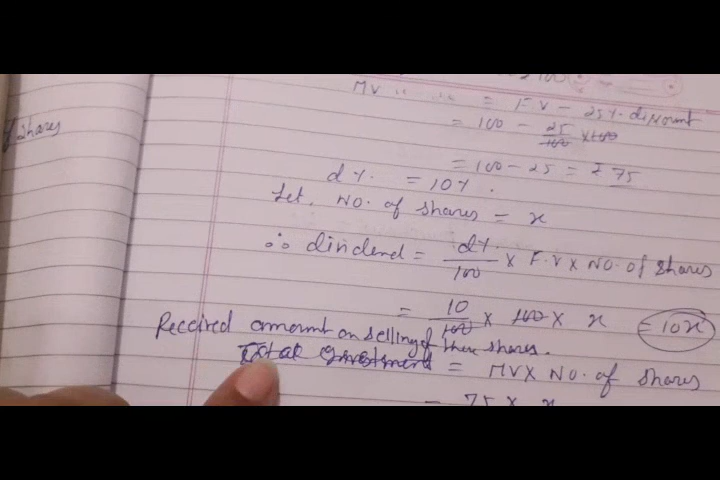 of shares
MV = F.V - 25% discount
= 100 - 25/100 × 100
= 100 - 25 = ₹ 75
d%. = 10%.
Let, No. of shares = x
∴ dividend = d%./100 × F.V × NO. of shares
= 10/100 × 100 × x = 10x
Received amount on selling of these shares.
Total investment = MV × No. of shares
= 75 × x